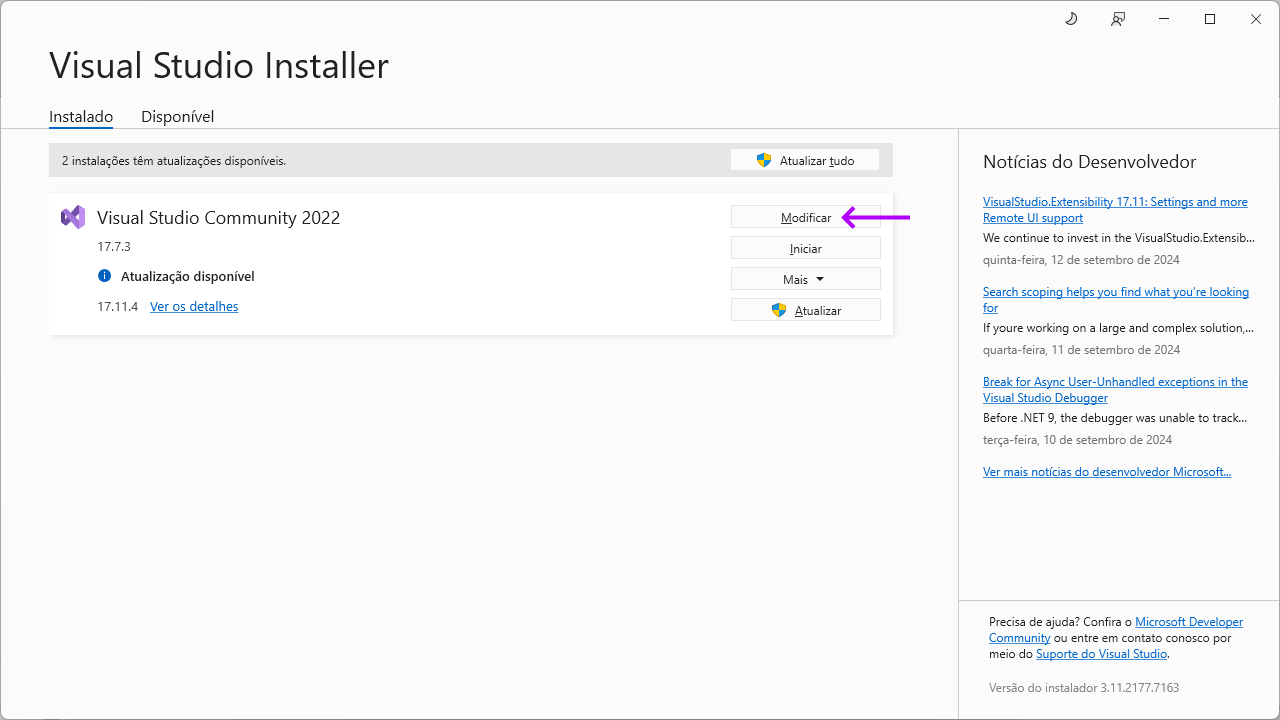 Visual Studio Installer
Instalado
Disponível
2 instalações têm atualizações disponíveis.
Atualizar tudo
Visual Studio Community 2022
17.7.3
Atualização disponível
17.11.4 Ver os detalhes
Modificar
Iniciar
Mais
Atualizar
Notícias do Desenvolvedor
VisualStudio.Extensibility 17.11: Settings and more
Remote UI support
We continue to invest in the VisualStudio.Extensib...
quinta-feira, 12 de setembro de 2024
Search scoping helps you find what you're looking
for
If youre working on a large and complex solution,...
quarta-feira, 11 de setembro de 2024
Break for Async User-Unhandled exceptions in the
Visual Studio Debugger
Before .NET 9, the debugger was unable to track...
terça-feira, 10 de setembro de 2024
Ver mais notícias do desenvolvedor Microsoft...
Precisa de ajuda? Confira o Microsoft Developer
Community ou entre em contato conosco por
meio do Suporte do Visual Studio.
Versão do instalador 3.11.2177.7163